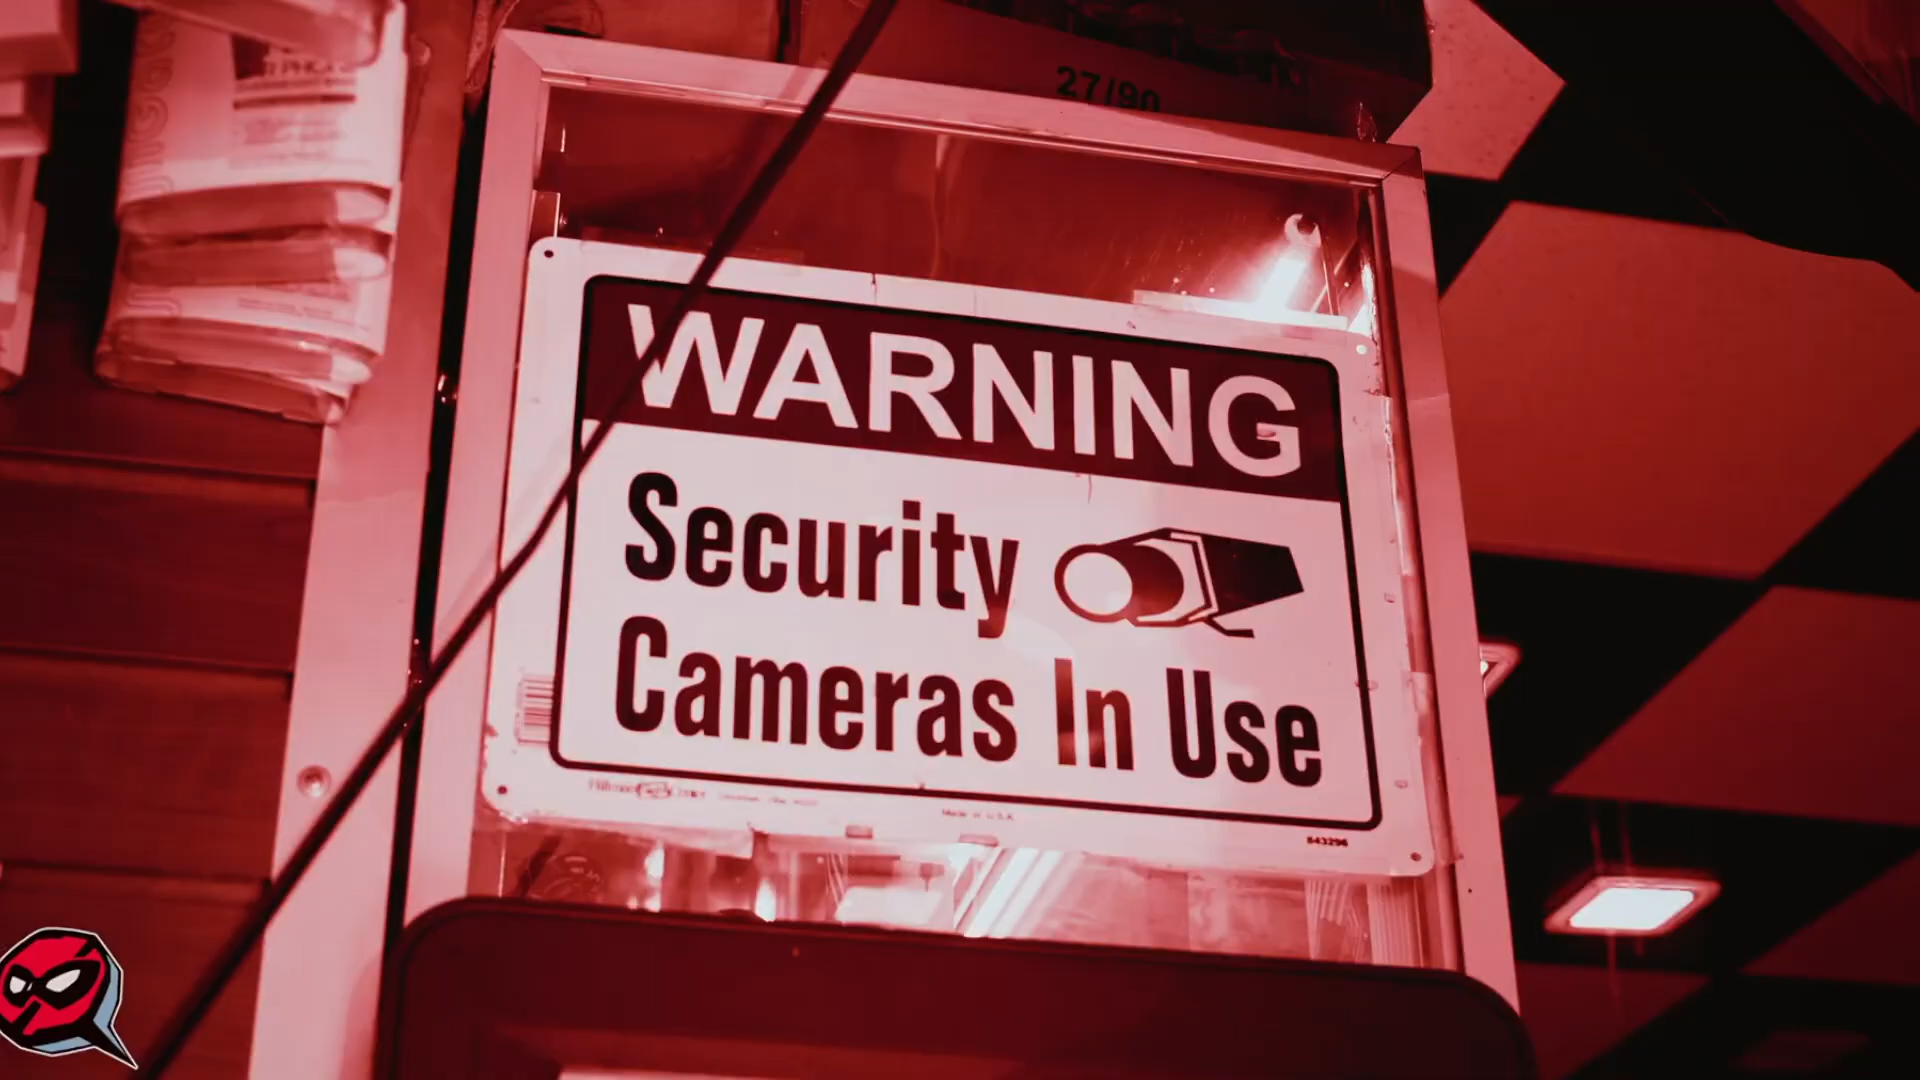 27/90
WARNING
Security
Cameras In Use
Made in U.S.A.
843296